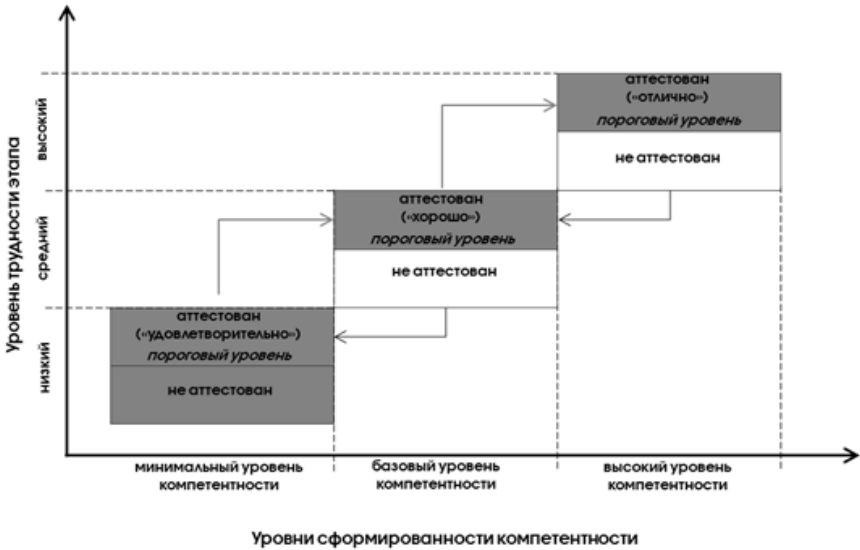 Уровень трудности этапа
высокий
средний
низкий
аттестован
(«отлично»)
пороговый уровень
не аттестован
аттестован
(«хорошо»)
пороговый уровень
не аттестован
аттестован
(«удовлетворительно»)
пороговый уровень
не аттестован
минимальный уровень
компетентности
базовый уровень
компетентности
высокий уровень
компетентности
Уровни сформированности компетентности